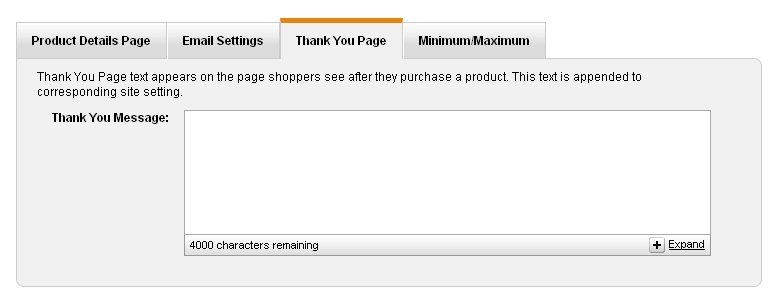 Product Details Page Email Settings Thank You Page Minimum/Maximum
Thank You Page text appears on the page shoppers see after they purchase a product. This text is appended to
corresponding site setting.
Thank You Message:
4000 characters remaining Expand